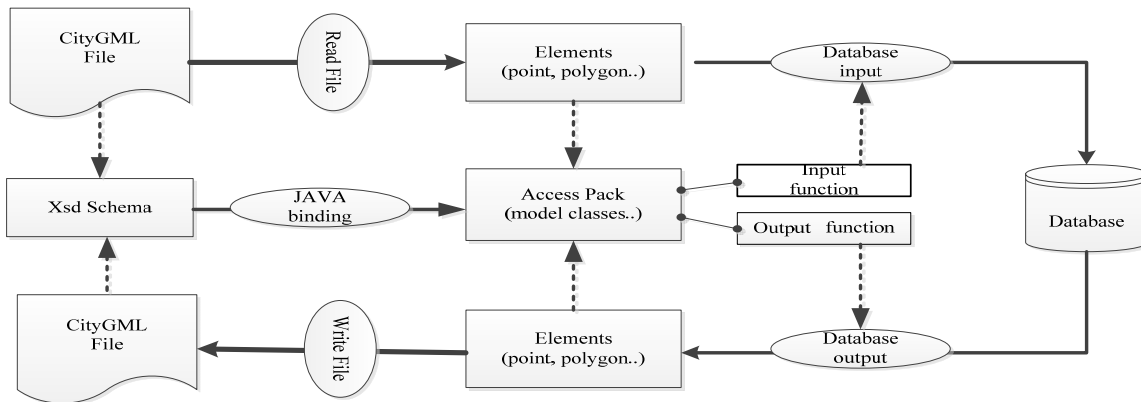 CityGML
File
Read File
Elements
(point, polygon..)
Database
input
Xsd Schema
JAVA
binding
Access Pack
(model classes..)
Input
function
Output function
Database
CityGML
File
Write File
Elements
(point, polygon..)
Database
output